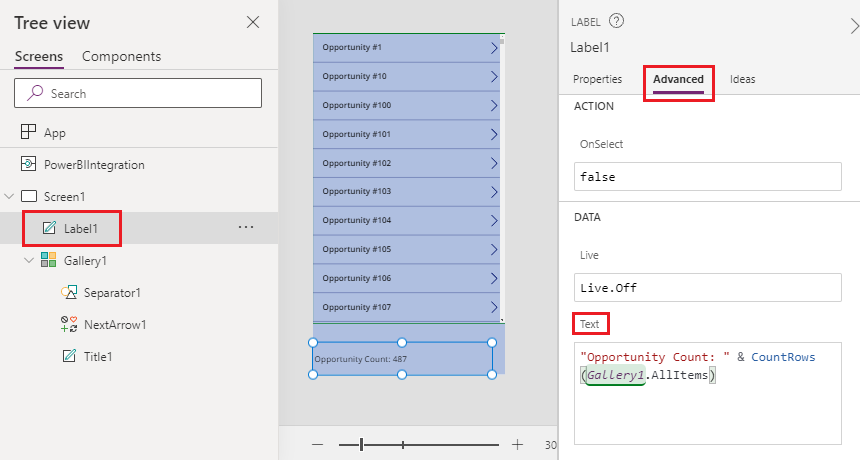 Tree view
Screens
Components
Search
App
PowerBIIntegration
Screen1
Label1
Gallery1
Separator1
NextArrow1
Title1
Opportunity #1
Opportunity #10
Opportunity #100
Opportunity #101
Opportunity #102
Opportunity #103
Opportunity #104
Opportunity #105
Opportunity #106
Opportunity #107
Opportunity Count: 487
30
LABEL
Label1
Properties
Advanced
Ideas
ACTION
OnSelect
false
DATA
Live
Live.Off
Text
"Opportunity Count: " & CountRows
(Gallery1.AllItems)